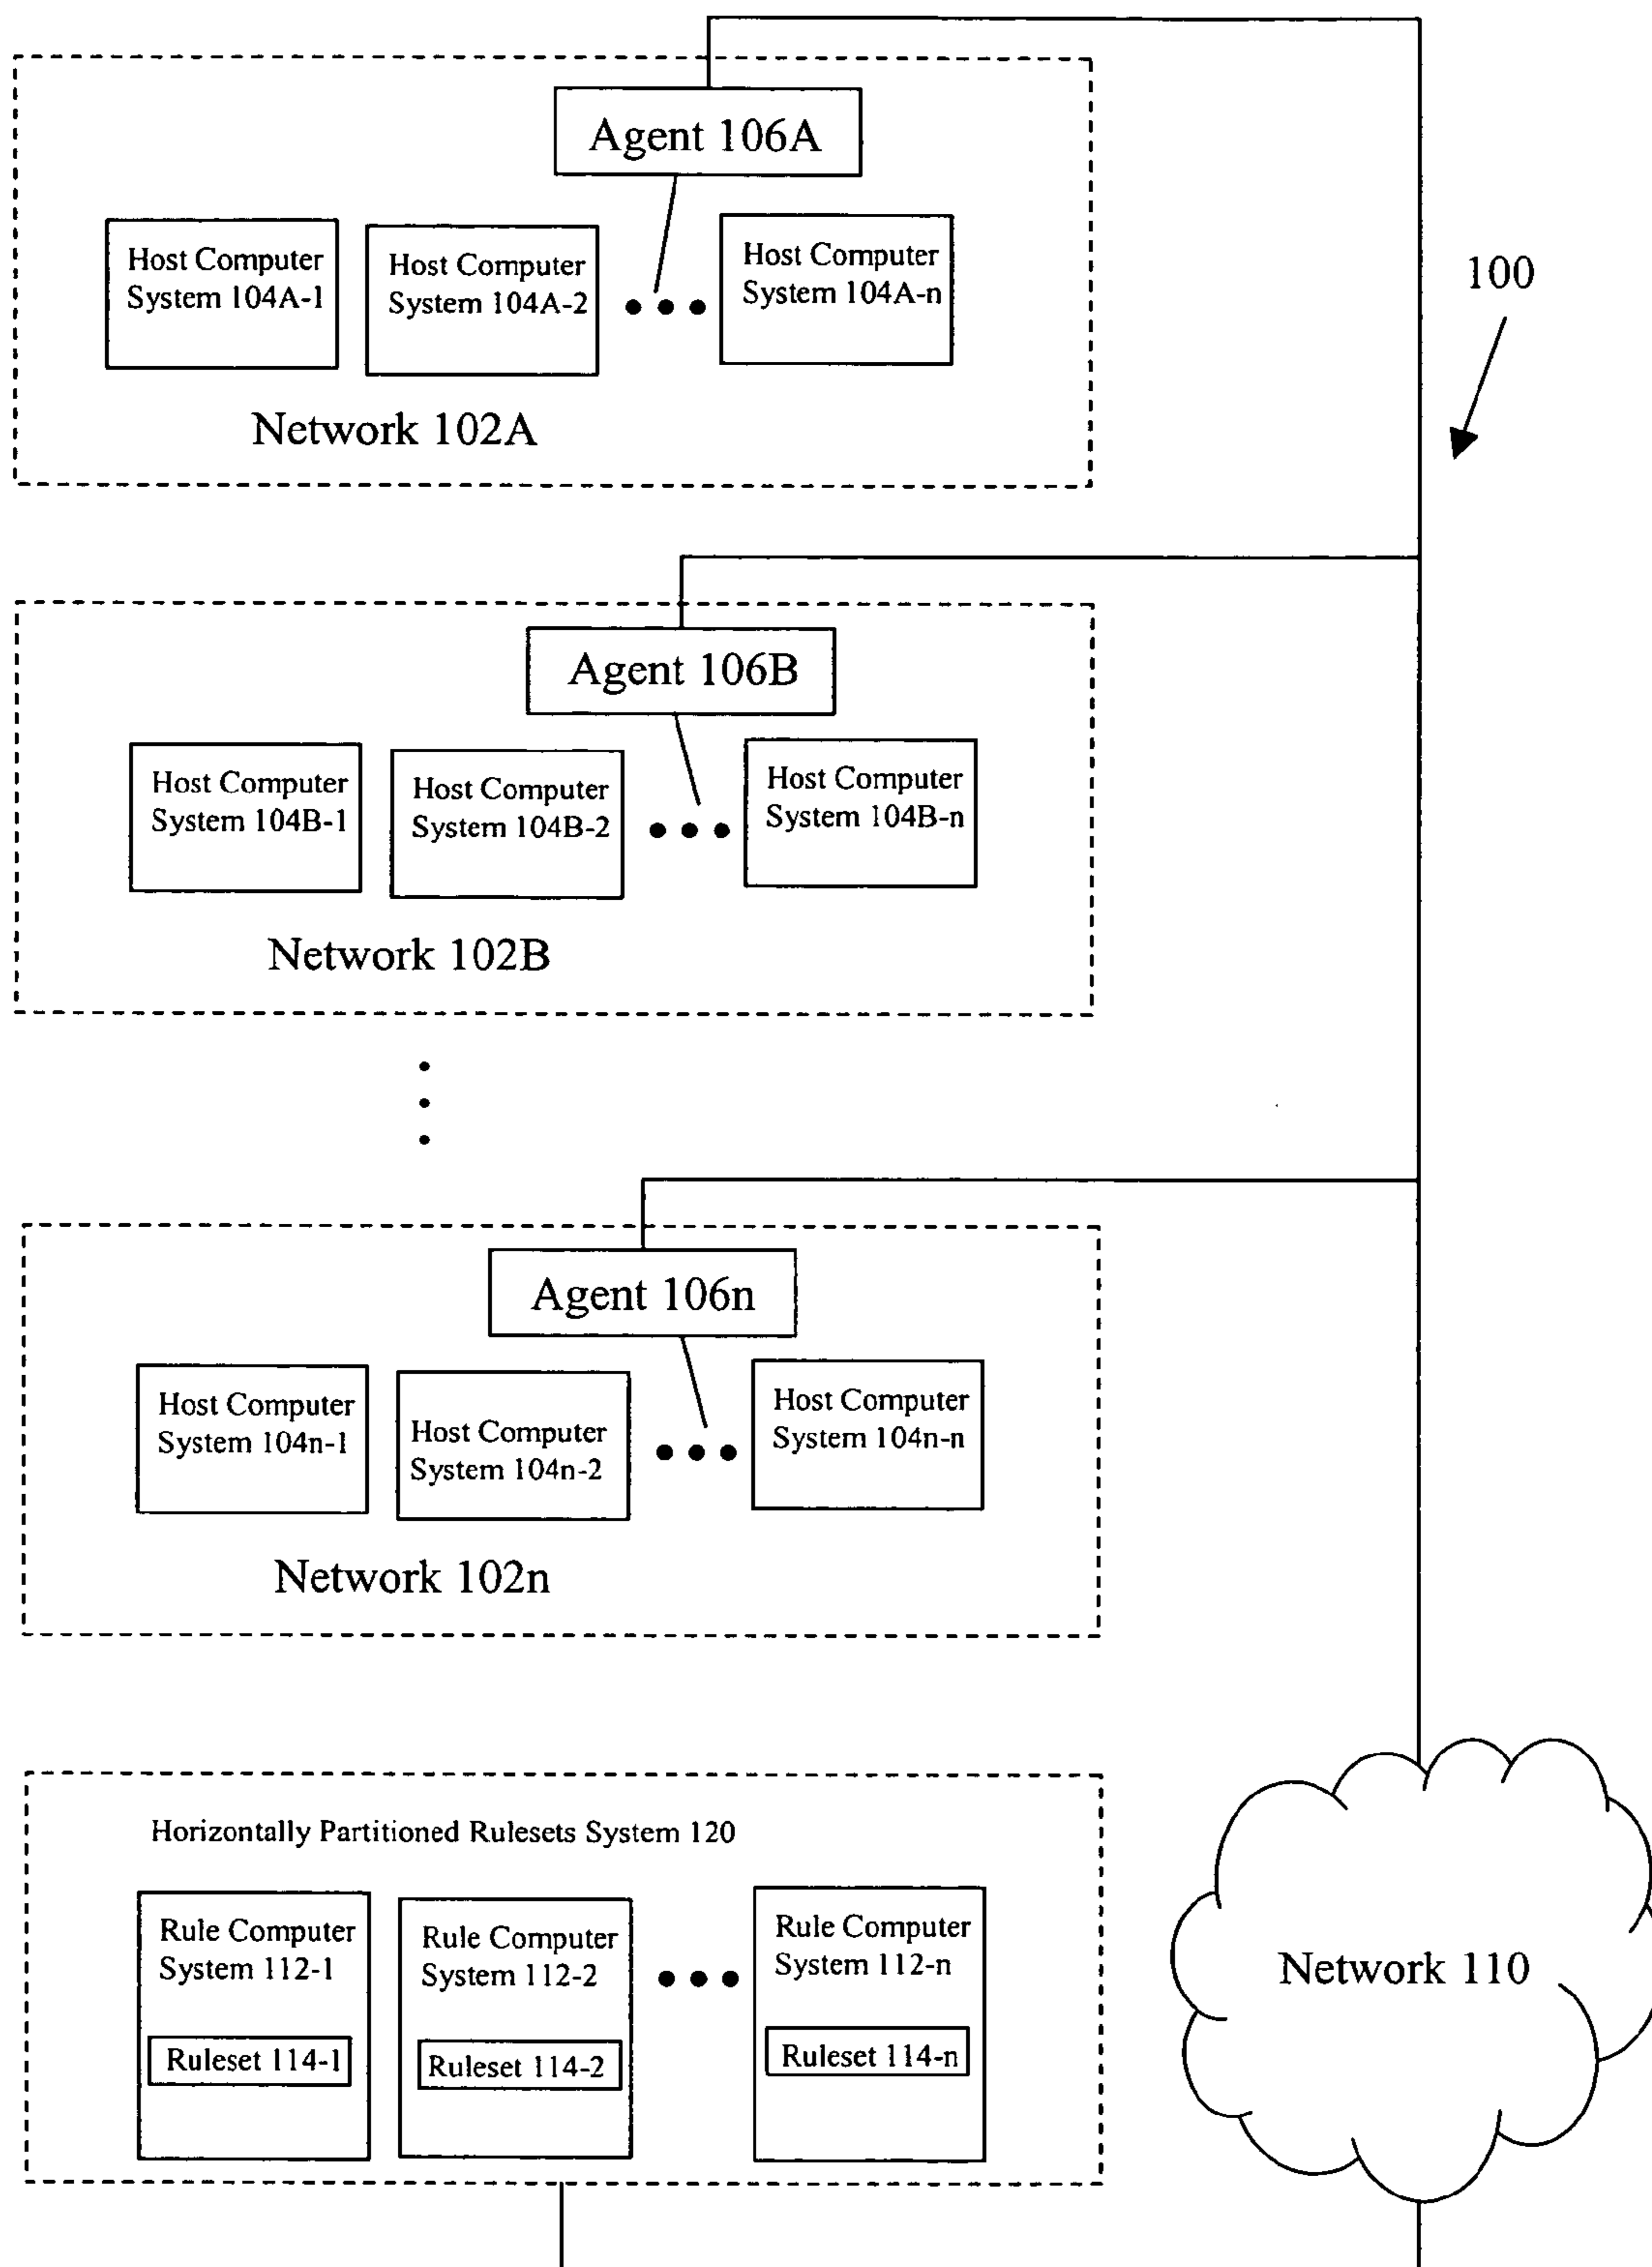 Agent 106A
Host Computer
System 104A-1
Host Computer
System 104A-2
Host Computer
System 104A-n
100
Network 102A
Agent 106B
Host Computer
System 104B-1
Host Computer
System 104B-2
Host Computer
System 104B-n
Network 102B
Agent 106n
Host Computer
System 104n-1
Host Computer
System 104n-2
Host Computer
System 104n-n
Network 102n
Horizontally Partitioned Rulesets System 120
Rule Computer
System 112-1
Ruleset 114-1
Rule Computer
System 112-2
Ruleset 114-2
Rule Computer
System 112-n
Ruleset 114-n
Network 110